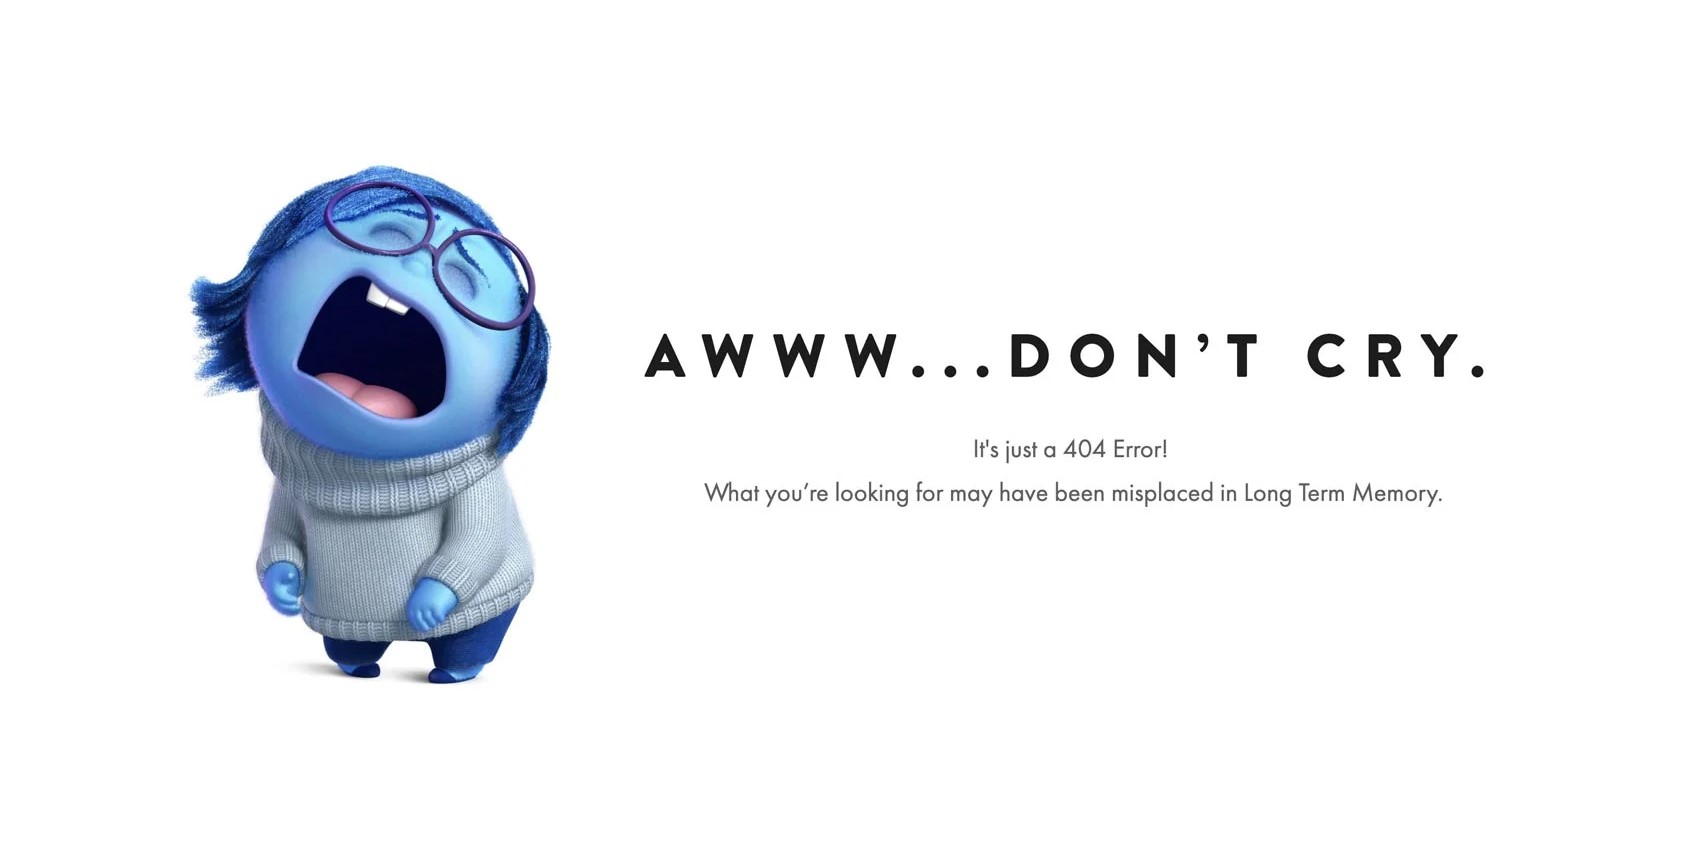 AWWW...DON’T CRY.
It's just a 404 Error!
What you’re looking for may have been misplaced in Long Term Memory.